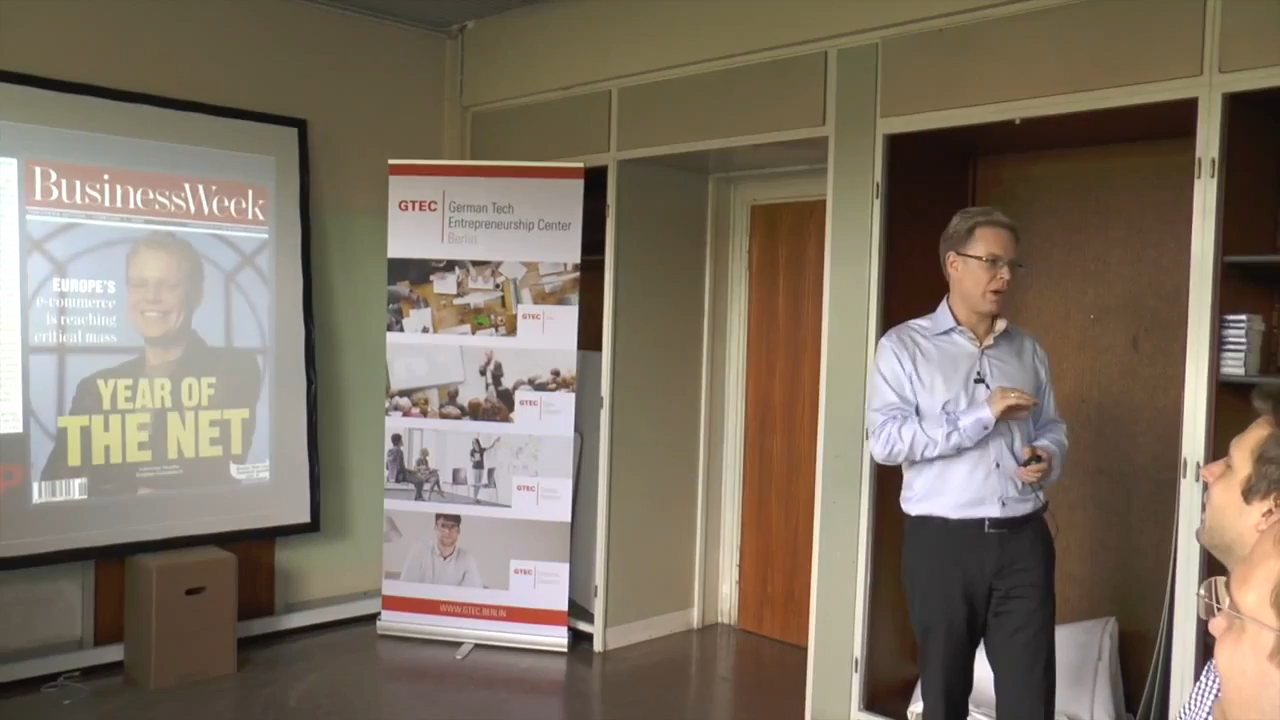 BusinessWeek
EUROPE'S
e-commerce
is reaching
critical mass
YEAR OF
THE NET
GTEC
German Tech
Entrepreneurship Center
Berlin
GTEC
GTEC
GTEC
GTEC
WWW.GTEC.BERLIN